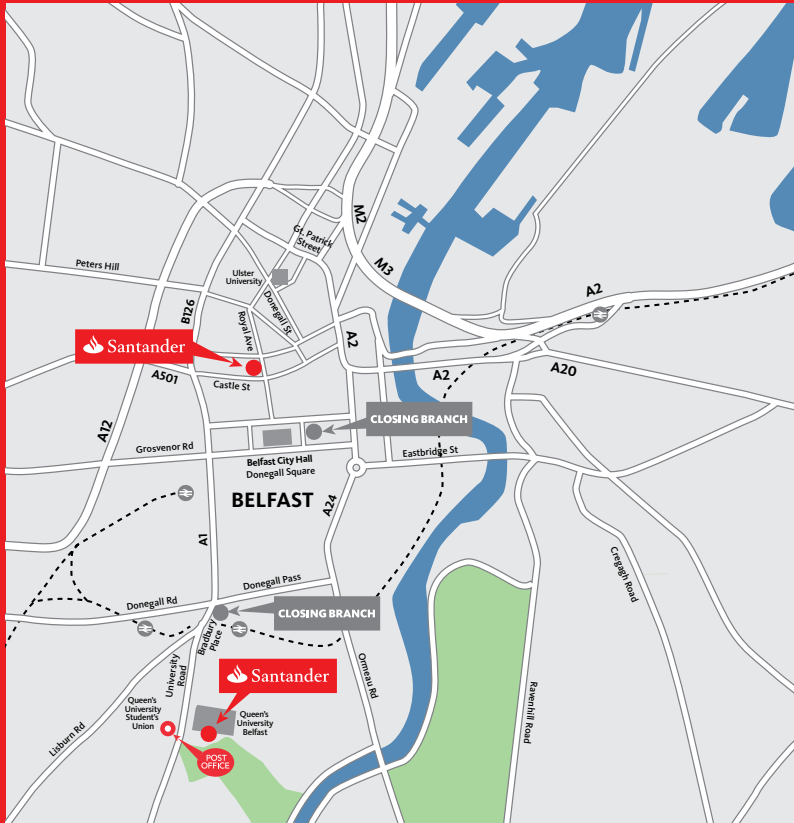 M2
Gt. Patrick
Street
Peters Hill
M3
Ulster
University
A2
B126
Donegall St
Royal Ave
Santander
A2
A501
Castle St
A2
A20
CLOSING BRANCH
A12
Grosvenor Rd
Belfast City Hall
Donegall Square
Eastbridge St
BELFAST
A24
A1
Cregagh Road
Donegall Pass
Donegall Rd
CLOSING BRANCH
Bradbury
Place
University
Road
Santander
Ormeau Rd
Ravenhill Road
Queen's
University
Student's
Union
Queen's
University
Belfast
Lisburn Rd
POST
OFFICE